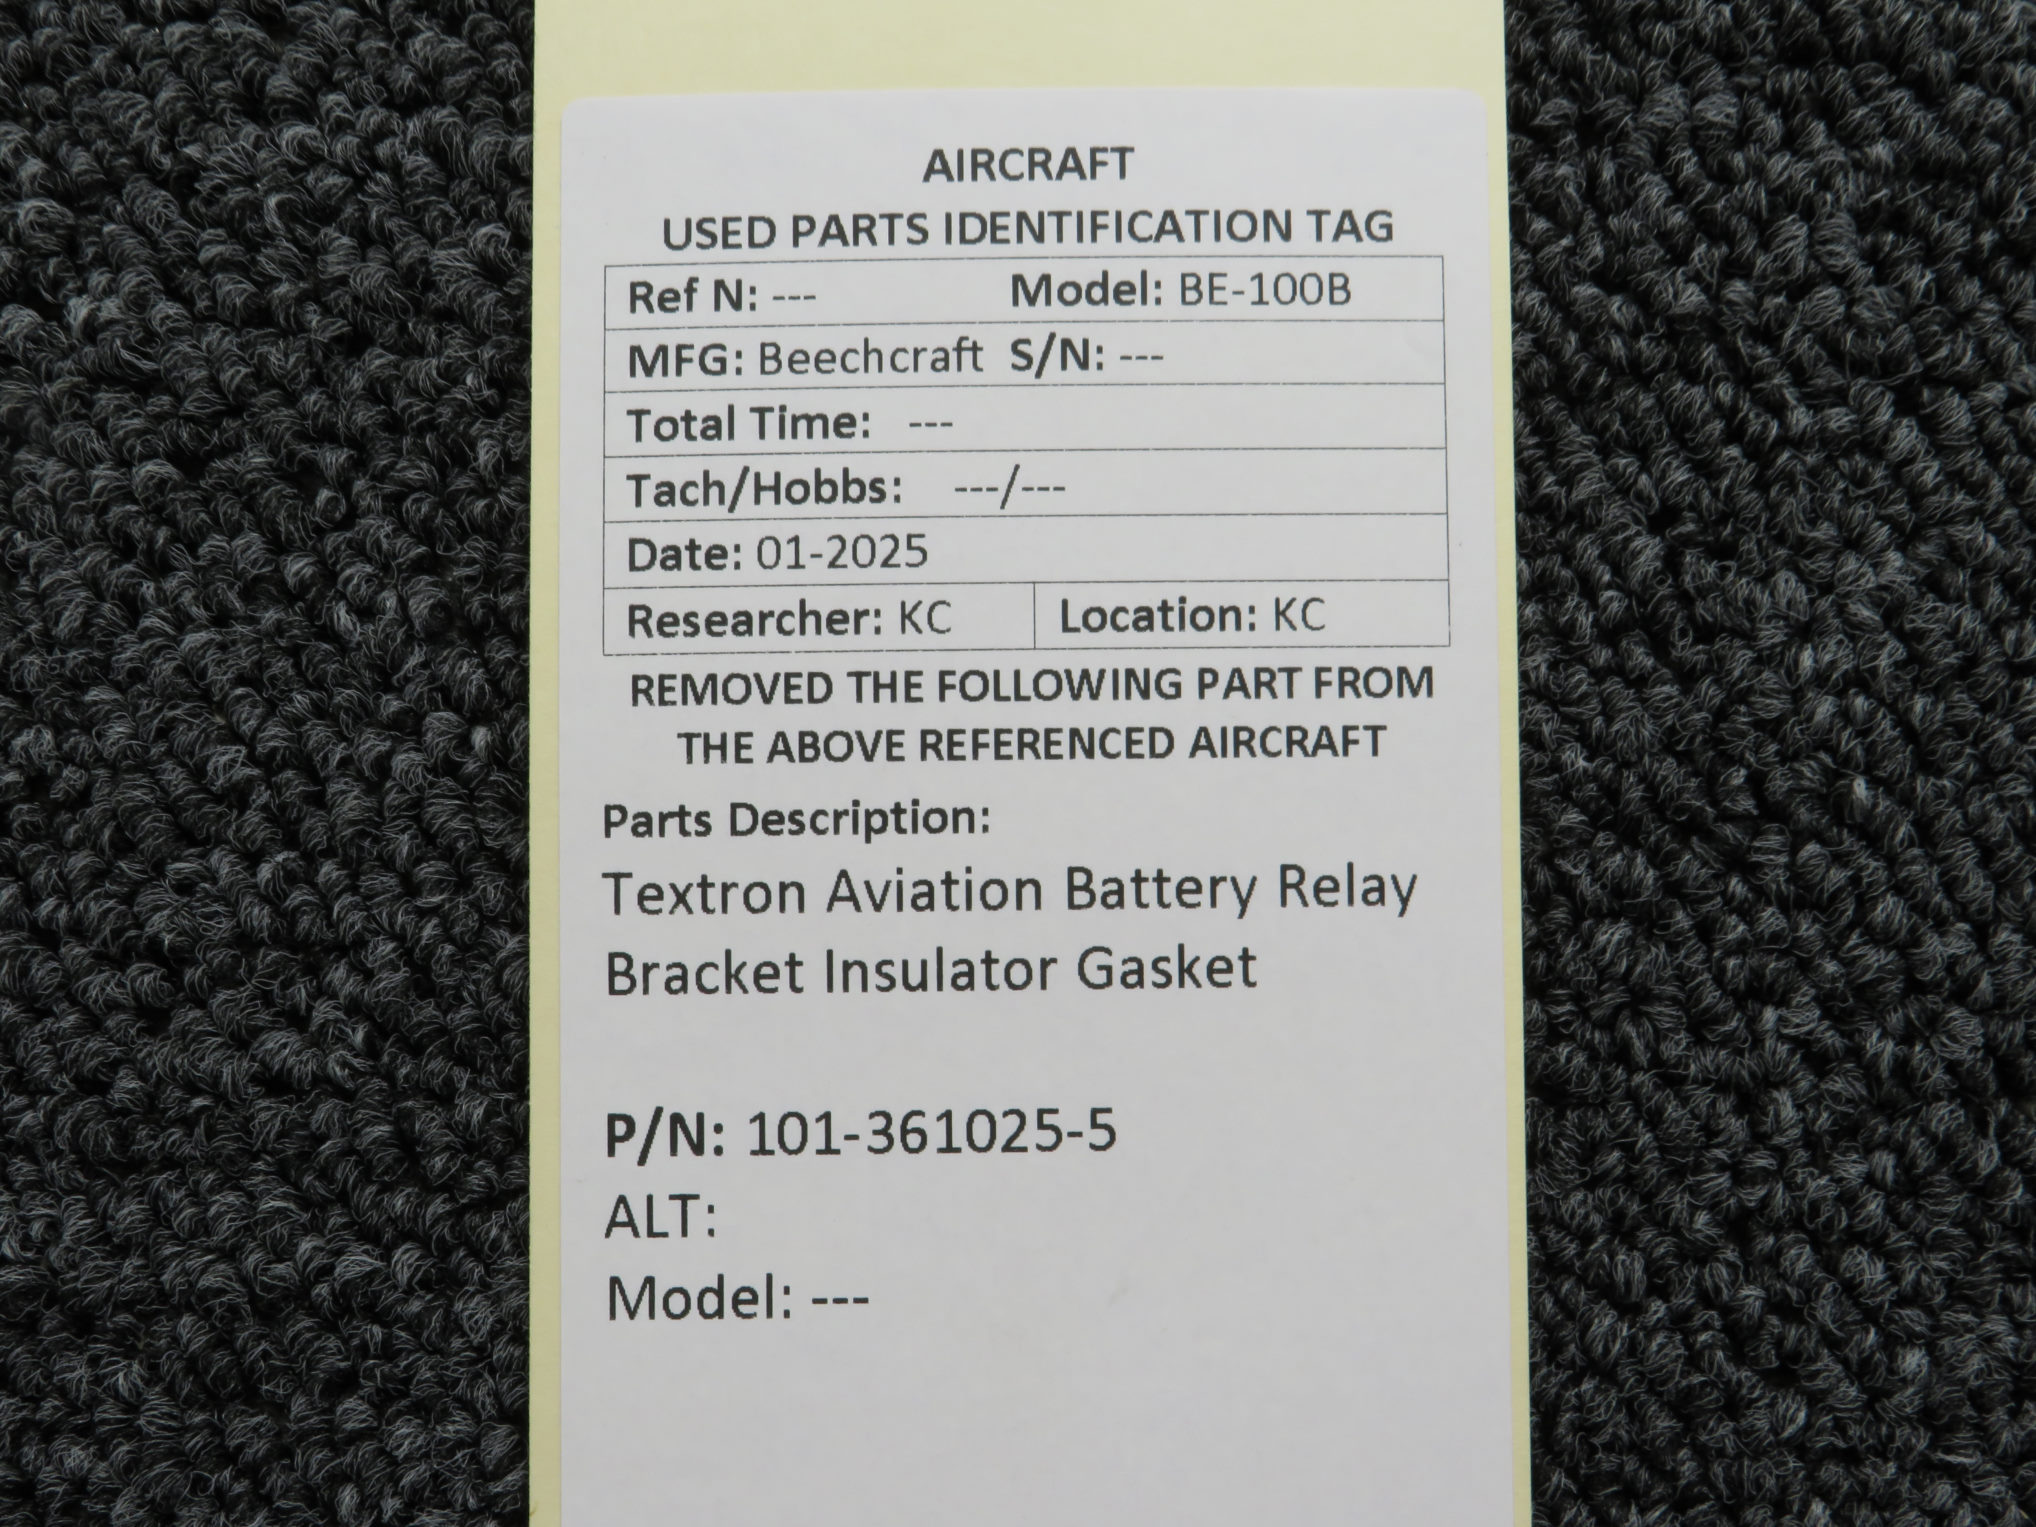 AIRCRAFT
USED PARTS IDENTIFICATION TAG
Ref N: --- Model: BE-100B
MFG: Beechcraft S/N: ---
Total Time: ---
Tach/Hobbs: ---/---
Date: 01-2025
Researcher: KC Location: KC
REMOVED THE FOLLOWING PART FROM
THE ABOVE REFERENCED AIRCRAFT
Parts Description:
Textron Aviation Battery Relay
Bracket Insulator Gasket
P/N: 101-361025-5
ALT:
Model: ---